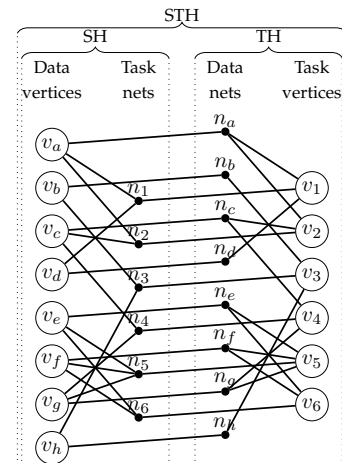 STH
SH TH
Data Task Data Task
vertices nets nets vertices
n_a
v_a
n_b
v_b n_1 v_1
n_c
v_c n_2 v_2
n_d
v_d n_3 v_3
n_e
v_e n_4 v_4
n_f
v_f n_5 v_5
n_g
v_g n_6 v_6
n_h
v_h